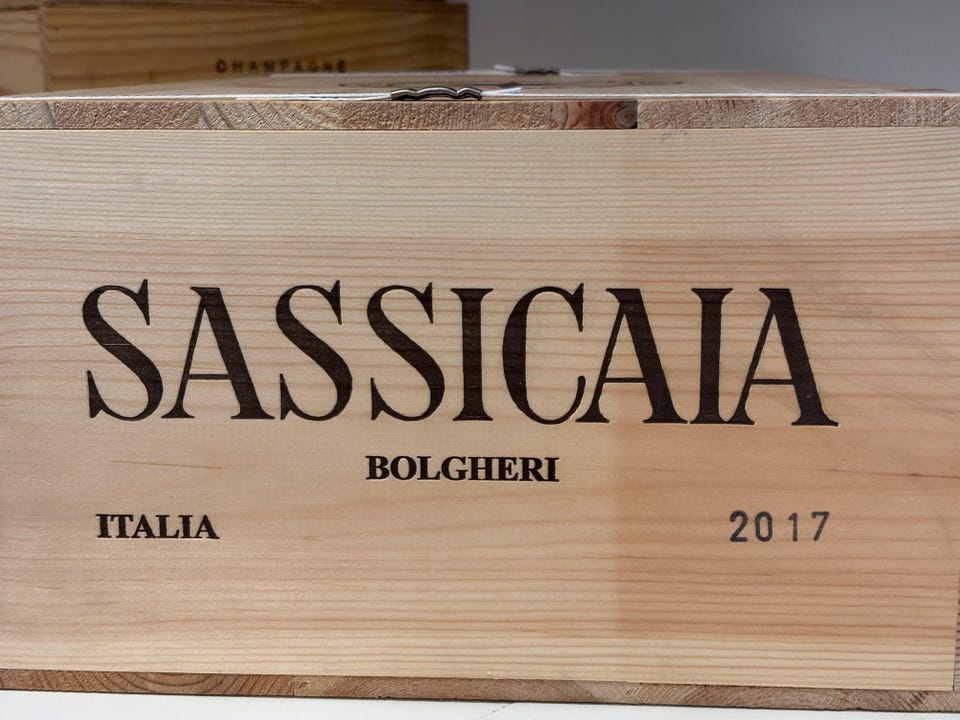 CHAMPAGNE
SASSICAIA
BOLGHERI
ITALIA 2017